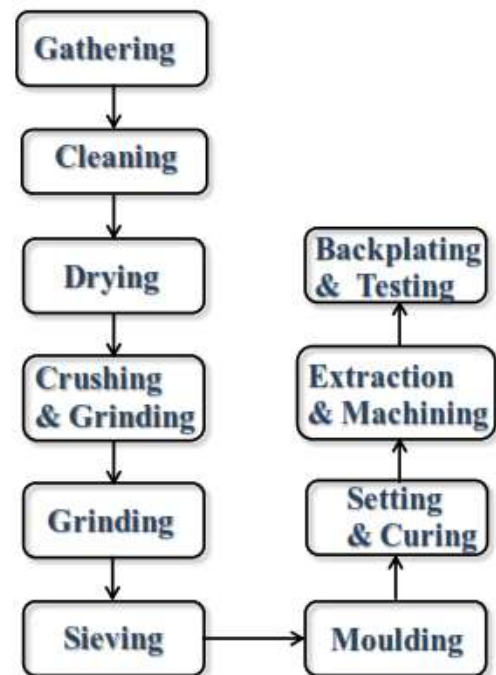 Gathering
Cleaning
Drying
Crushing
& Grinding
Grinding
Sieving
Moulding
Setting
& Curing
Extraction
& Machining
Backplating
& Testing